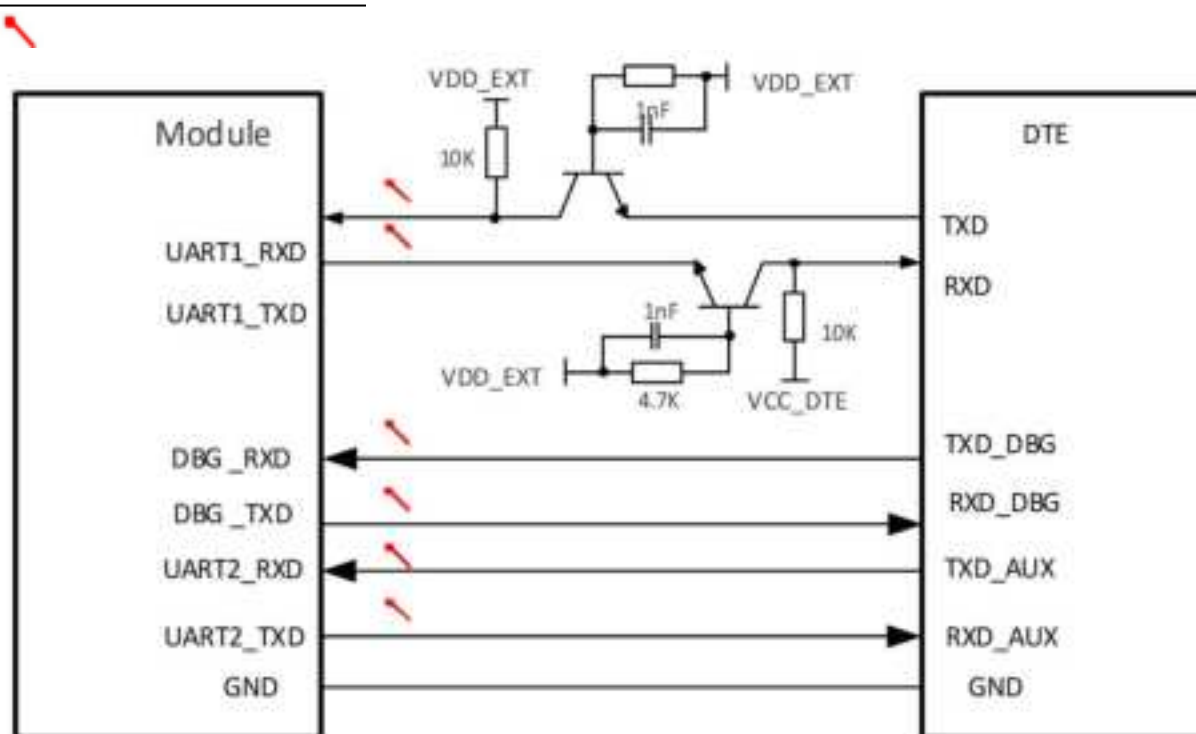 VDD_EXT
VDD_EXT
1nF
Module
DTE
10K
TXD
UART1_RXD
RXD
UART1_TXD
1nF
10K
VDD_EXT
4.7K
VCC_DTE
TXD_DBG
DBG _RXD
RXD_DBG
DBG _TXD
UART2_RXD
TXD_AUX
UART2_TXD
RXD_AUX
GND
GND